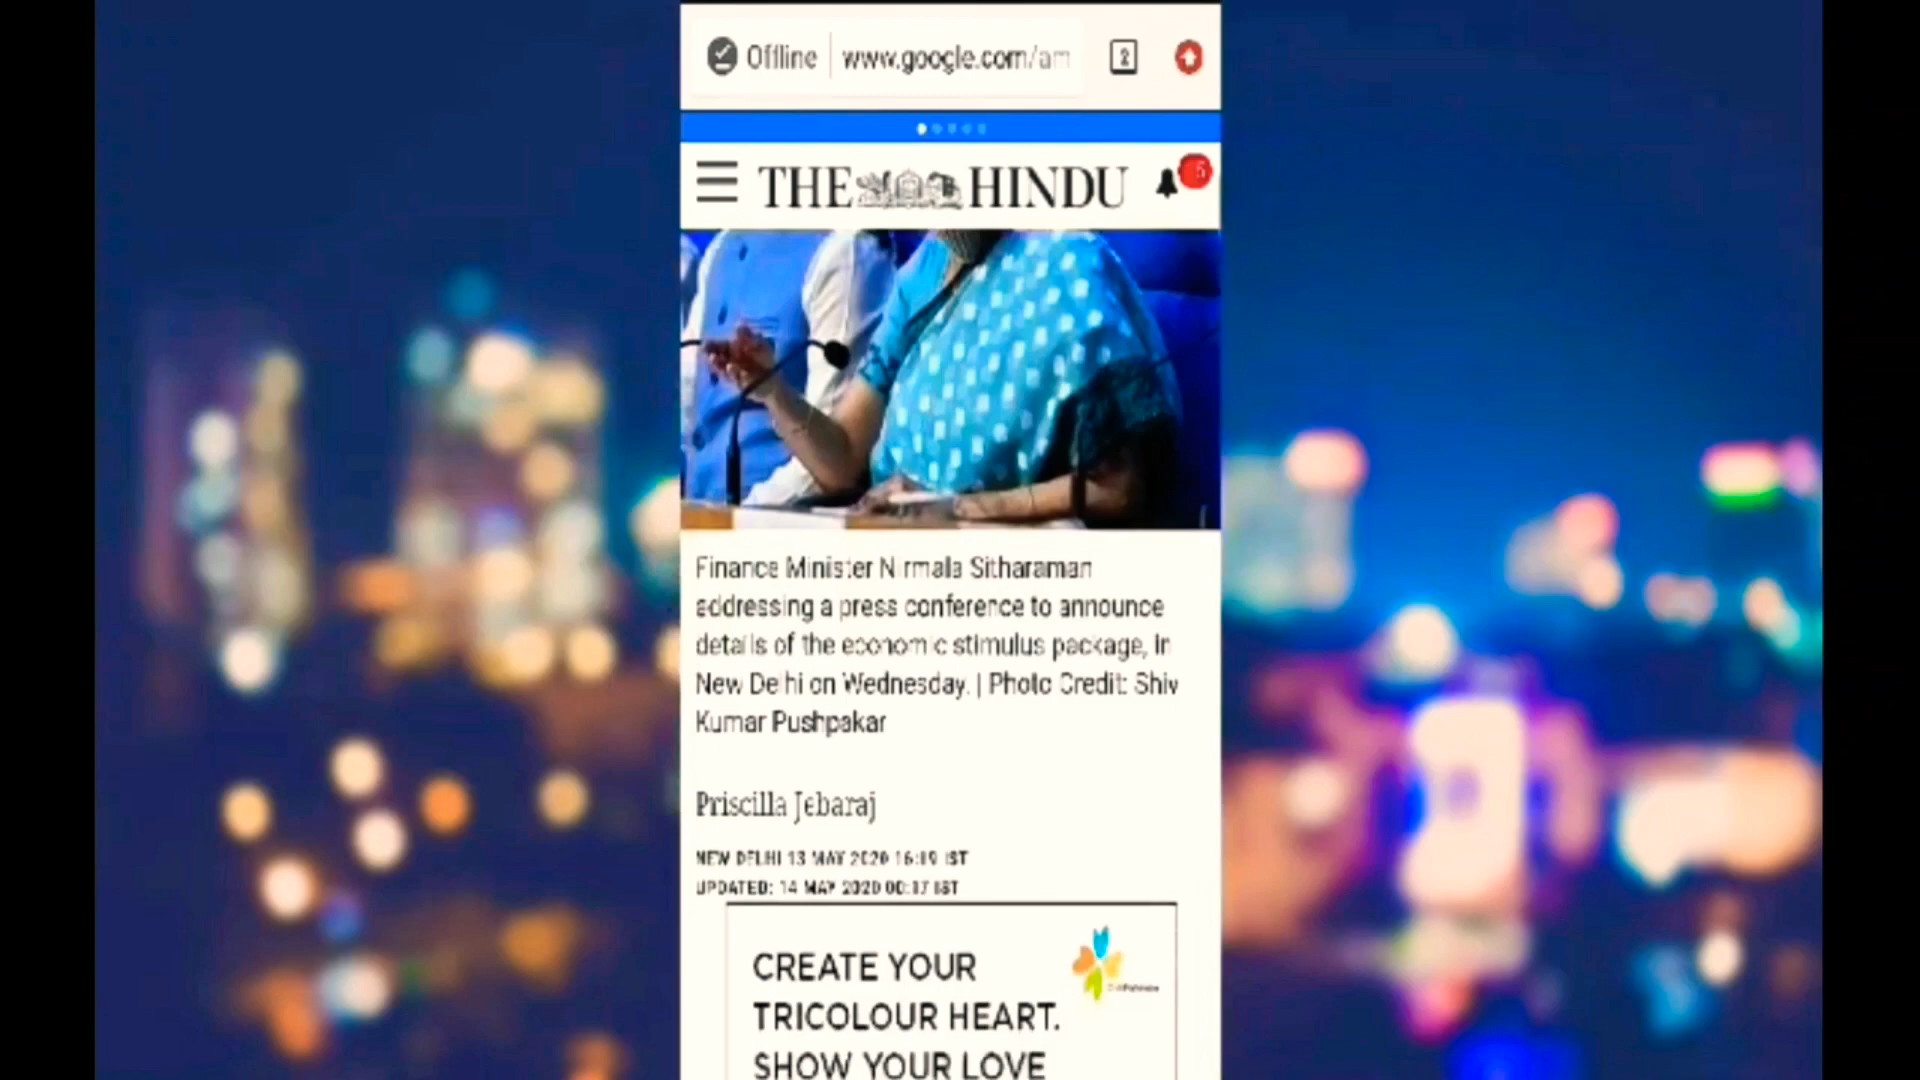 Offline
www.google.com/am
2
THE HINDU
Finance Minister Nirmala Sitharaman
addressing a press conference to announce
details of the economic stimulus package, in
New Delhi on Wednesday. | Photo Credit: Shiv
Kumar Pushpakar
Priscilla Jebaraj
NEW DELHI 13 MAY 2020 16:19 IST
UPDATED: 14 MAY 2020 00:17 IST
CREATE YOUR
TRICOLOUR HEART.
SHOW YOUR LOVE